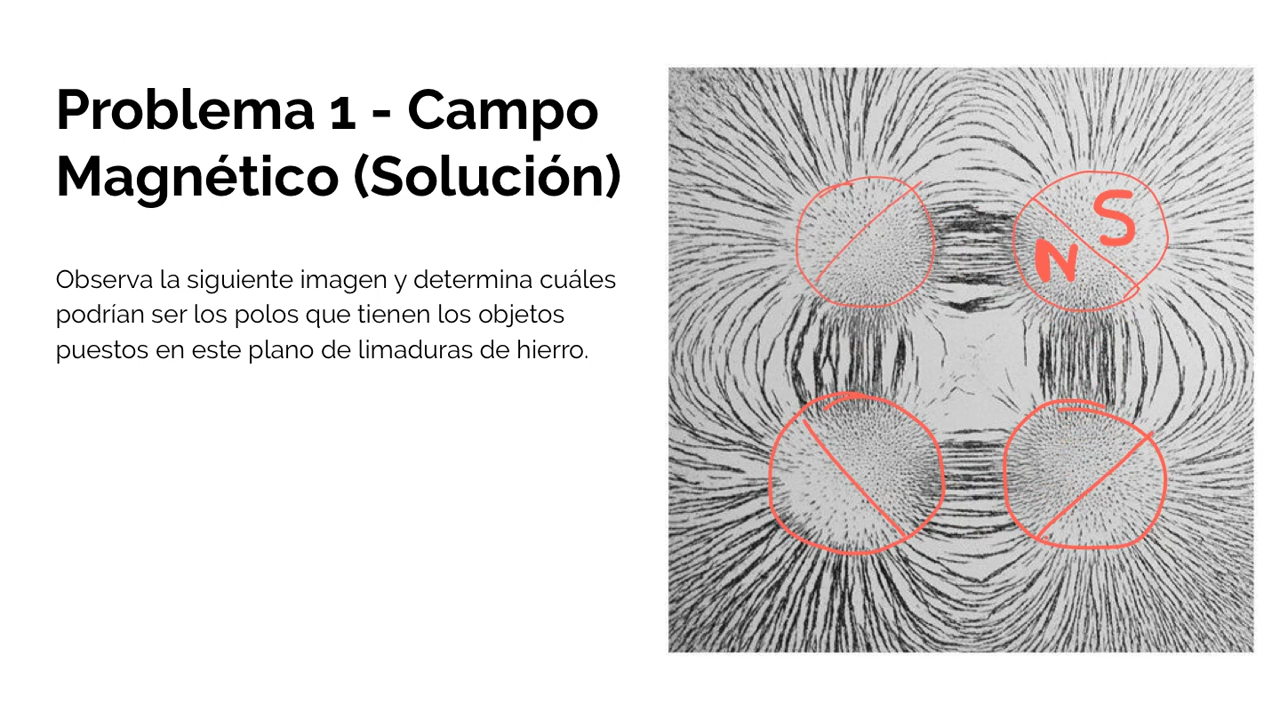 Problema 1 - Campo
Magnético (Solución)
Observa la siguiente imagen y determina cuáles
podrían ser los polos que tienen los objetos
puestos en este plano de limaduras de hierro.
S
N